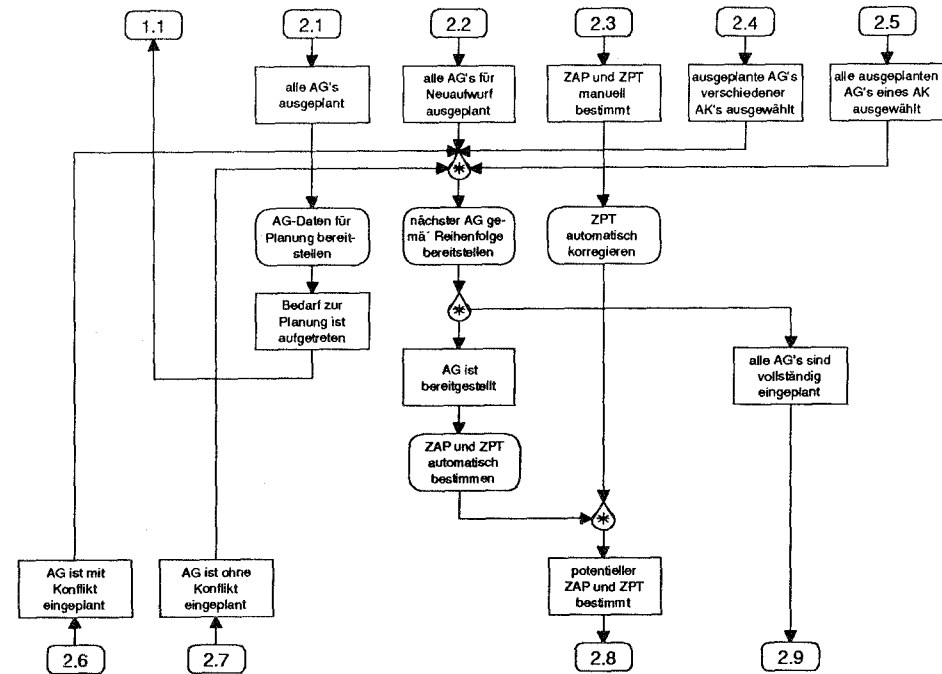 1.1
2.1
2.2
2.3
2.4
2.5
alle AG's
ausgeplant
alle AG's für
Neuaufwurf
ausgeplant
ZAP und ZPT
manuell
bestimmt
ausgeplante AG's
verschiedener
AK's ausgewählt
alle ausgeplanten
AG's eines AK
ausgewählt
AG-Daten für
Planung bereit-
stellen
nächster AG ge-
mä´ Reihenfolge
bereitstellen
ZPT
automatisch
korregieren
Bedarf zur
Planung ist
aufgetreten
AG ist
bereitgestellt
alle AG's sind
vollständig
eingeplant
ZAP und ZPT
automatisch
bestimmen
AG ist mit
Konflikt
eingeplant
AG ist ohne
Konflikt
eingeplant
potentieller
ZAP und ZPT
bestimmt
2.6
2.7
2.8
2.9